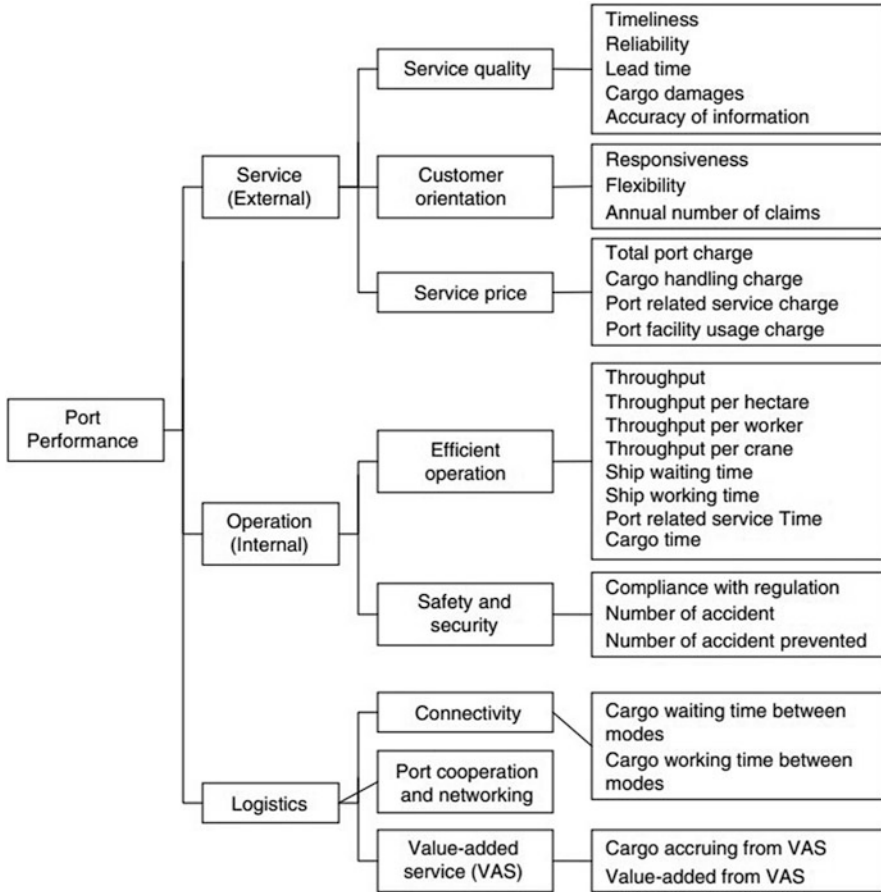 Port
Performance
Service
(External)
Service quality
Timeliness
Reliability
Lead time
Cargo damages
Accuracy of information
Customer
orientation
Responsiveness
Flexibility
Annual number of claims
Service price
Total port charge
Cargo handling charge
Port related service charge
Port facility usage charge
Operation
(Internal)
Efficient
operation
Throughput
Throughput per hectare
Throughput per worker
Throughput per crane
Ship waiting time
Ship working time
Port related service Time
Cargo time
Safety and
security
Compliance with regulation
Number of accident
Number of accident prevented
Logistics
Connectivity
Cargo waiting time between
modes
Cargo working time between
modes
Port cooperation
and networking
Value-added
service (VAS)
Cargo accruing from VAS
Value-added from VAS